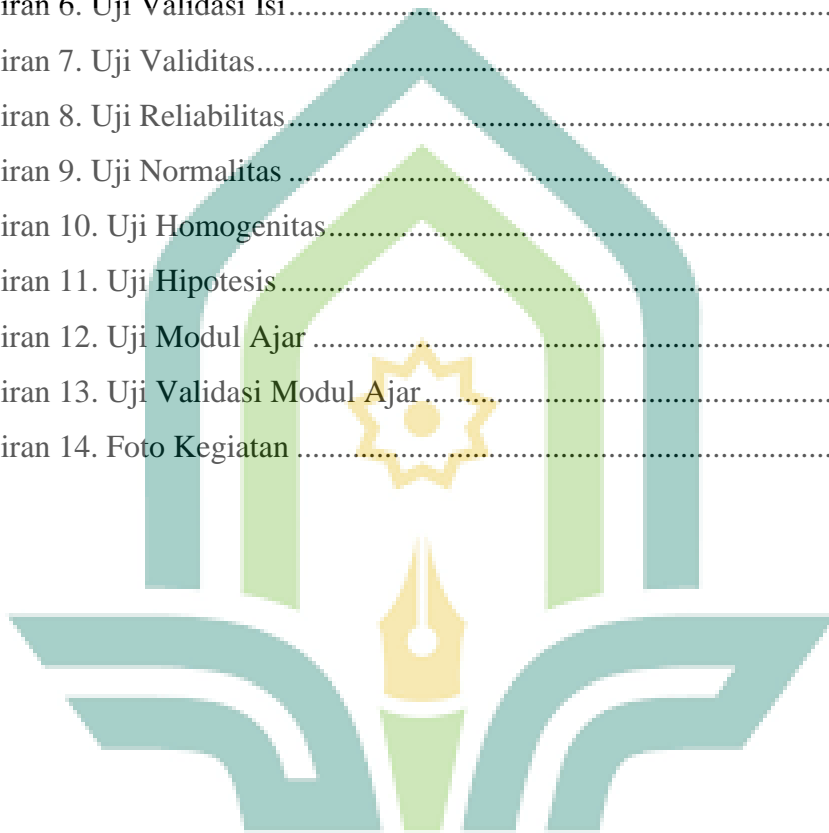 iran 6. Uji Validasi Isi....................................................................
iran 7. Uji Validitas........................................................................
iran 8. Uji Reliabilitas....................................................................
iran 9. Uji Normalitas ....................................................................
iran 10. Uji Homogenitas...............................................................
iran 11. Uji Hipotesis.....................................................................
iran 12. Uji Modul Ajar .................................................................
iran 13. Uji Validasi Modul Ajar...................................................
iran 14. Foto Kegiatan ...................................................................